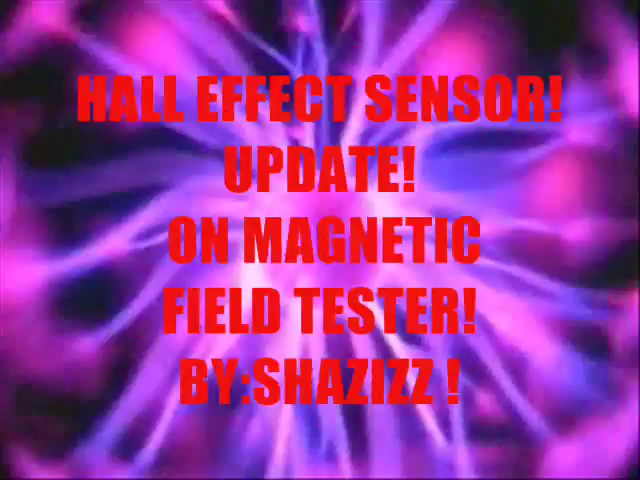 HALL EFFECT SENSOR!
UPDATE!
ON MAGNETIC
FIELD TESTER!
BY:SHAZIZZ !